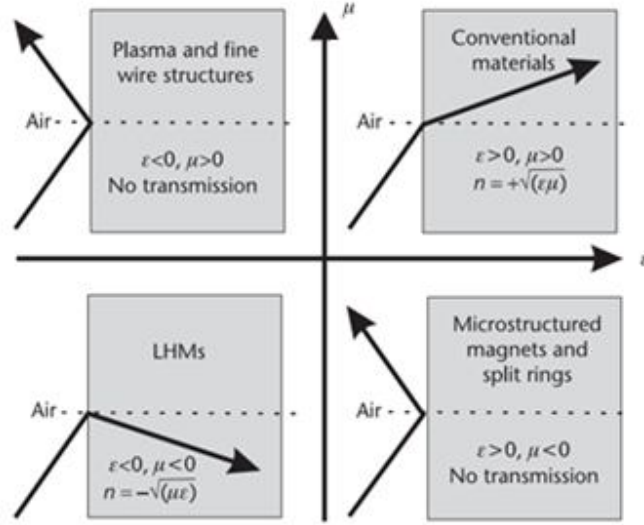 μ
Plasma and fine
wire structures
Air
ε<0, μ>0
No transmission
Conventional
materials
Air
ε>0, μ>0
n = +√(εμ)
ε
LHMs
Air
ε<0, μ<0
n = −√(με)
Microstructured
magnets and
split rings
Air
ε>0, μ<0
No transmission